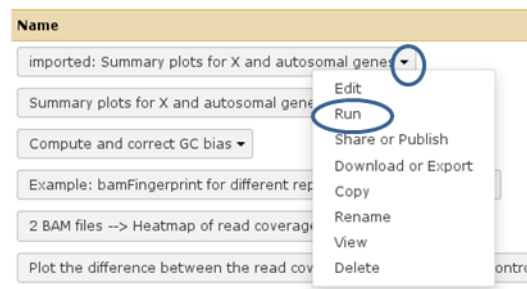 Name
imported: Summary plots for X and autosomal genes
Edit
Summary plots for X and autosomal gene
Run
Share or Publish
Compute and correct GC bias
Download or Export
Example: bamFingerprint for different rep
Copy
Rename
2 BAM files --> Heatmap of read coverage
View
Plot the difference between the read cov
Delete
ontro